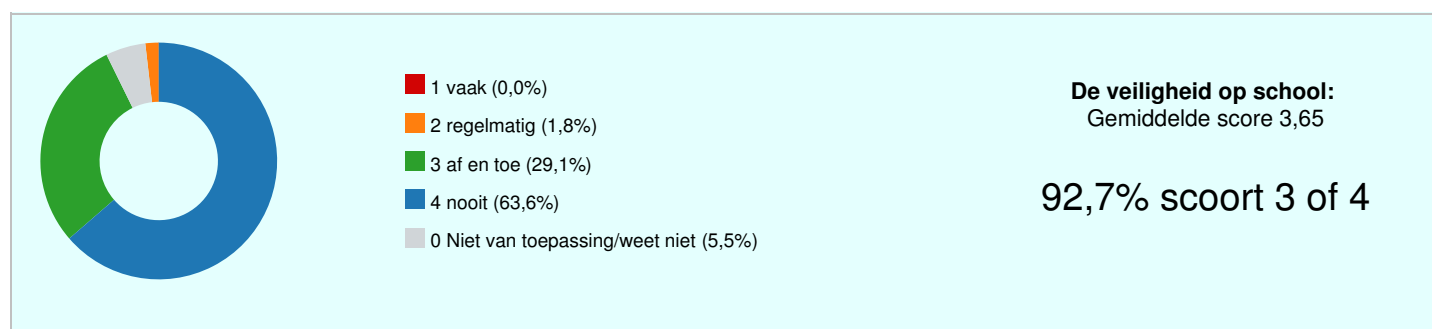 1 vaak (0,0%)
2 regelmatig (1,8%)
3 af en toe (29,1%)
4 nooit (63,6%)
0 Niet van toepassing/weet niet (5,5%)
De veiligheid op school:
Gemiddelde score 3,65
92,7% scoort 3 of 4